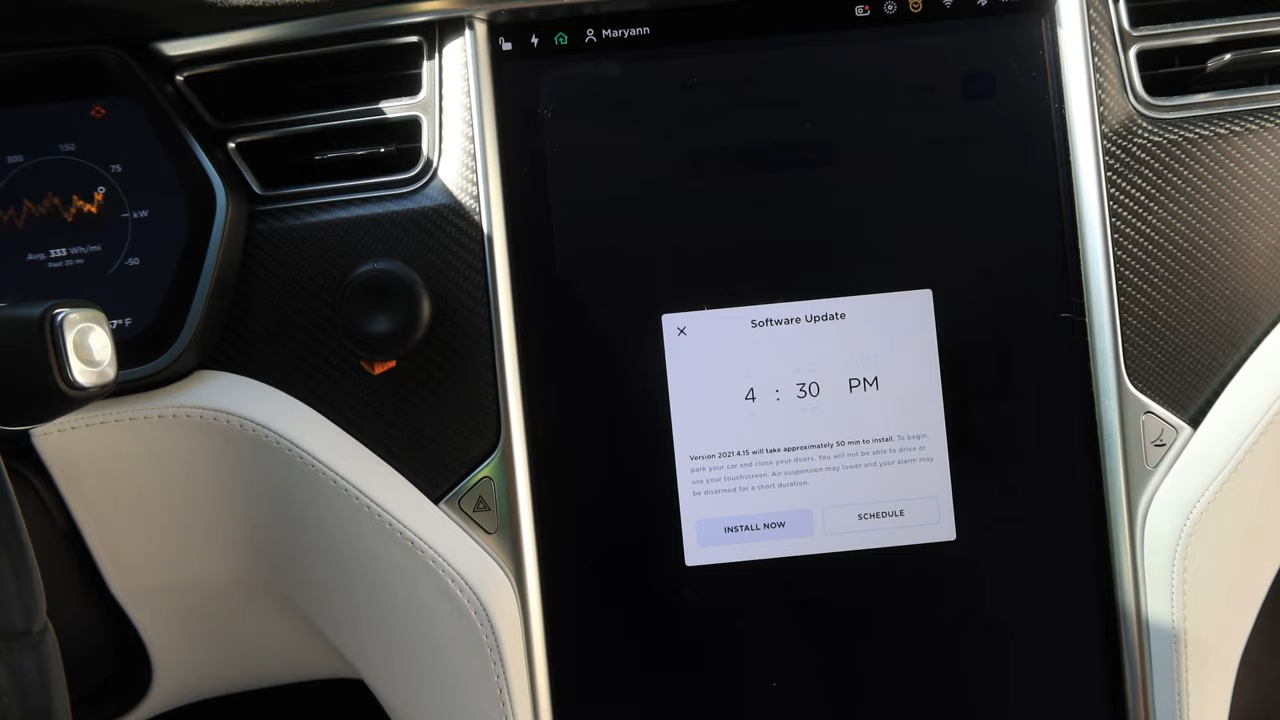 Maryann
300
150
75
kW
Avg. 333 Wh/mi
Past 30 mi
-50
7° F
Software Update
4 : 30 PM
Version 2021.4.15 will take approximately 50 min to install. To begin,
park your car and close your doors. You will not be able to drive or
use your touchscreen. Air suspension may lower and your alarm may
be disarmed for a short duration.
INSTALL NOW
SCHEDULE